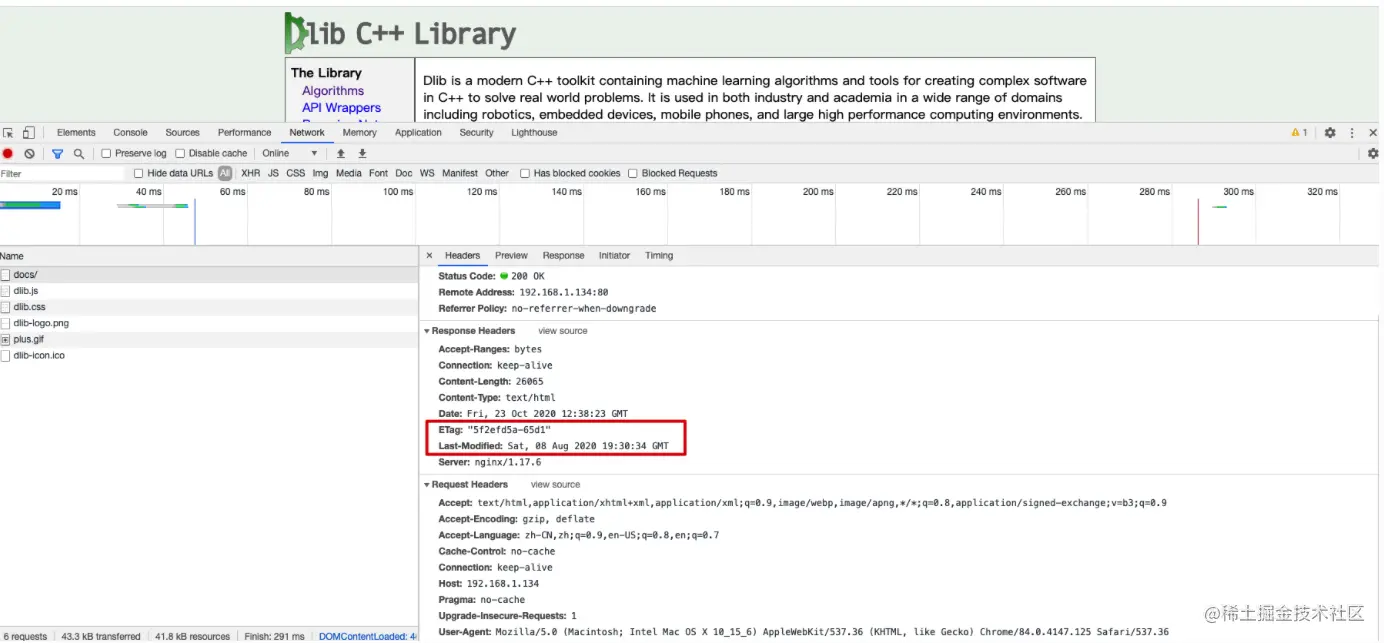 Dlib C++ Library
The Library
Algorithms
API Wrappers
Dlib is a modern C++ toolkit containing machine learning algorithms and tools for creating complex software
in C++ to solve real world problems. It is used in both industry and academia in a wide range of domains
including robotics, embedded devices, mobile phones, and large high performance computing environments.
Elements Console Sources Performance Network Memory Application Security Lighthouse 1
Preserve log Disable cache Online
Filter Hide data URLs All XHR JS CSS Img Media Font Doc WS Manifest Other Has blocked cookies Blocked Requests
20 ms 40 ms 60 ms 80 ms 100 ms 120 ms 140 ms 160 ms 180 ms 200 ms 220 ms 240 ms 260 ms 280 ms 300 ms 320 ms
Name
docs/
dlib.js
dlib.css
dlib-logo.png
plus.gif
dlib-icon.ico
Headers Preview Response Initiator Timing
Status Code: 200 OK
Remote Address: 192.168.1.134:80
Referrer Policy: no-referrer-when-downgrade
Response Headers view source
Accept-Ranges: bytes
Connection: keep-alive
Content-Length: 26065
Content-Type: text/html
Date: Fri, 23 Oct 2020 12:38:23 GMT
ETag: "5f2efd5a-65d1"
Last-Modified: Sat, 08 Aug 2020 19:30:34 GMT
Server: nginx/1.17.6
Request Headers view source
Accept: text/html,application/xhtml+xml,application/xml;q=0.9,image/webp,image/apng,*/*;q=0.8,application/signed-exchange;v=b3;q=0.9
Accept-Encoding: gzip, deflate
Accept-Language: zh-CN,zh;q=0.9,en-US;q=0.8,en;q=0.7
Cache-Control: no-cache
Connection: keep-alive
Host: 192.168.1.134
Pragma: no-cache
Upgrade-Insecure-Requests: 1
User-Agent: Mozilla/5.0 (Macintosh; Intel Mac OS X 10_15_6) AppleWebKit/537.36 (KHTML, like Gecko) Chrome/84.0.4147.125 Safari/537.36
6 requests 43.3 kB transferred 41.8 kB resources Finish: 291 ms DOMContentLoaded:
@稀土掘金技术社区